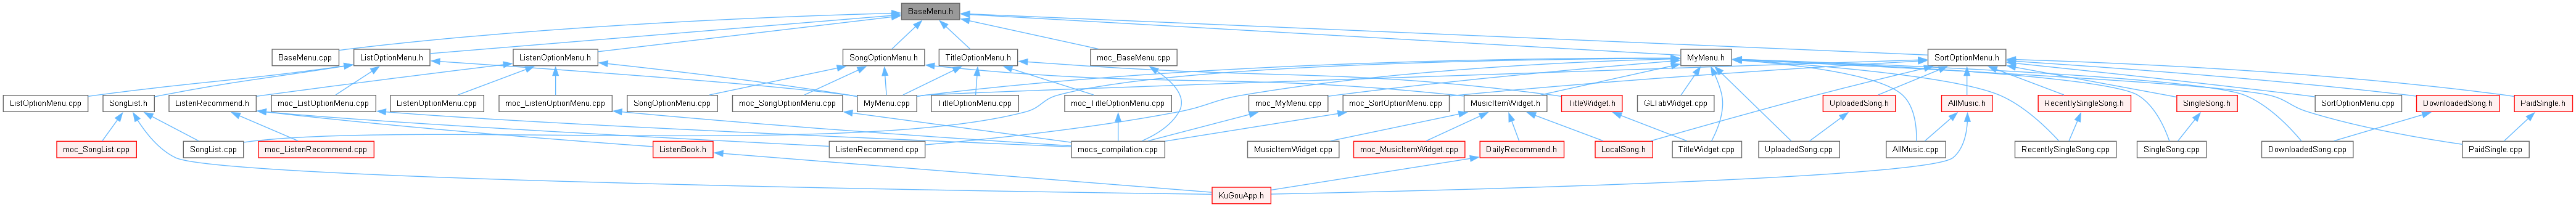 BaseMenu.h
BaseMenu.cpp
ListOptionMenu.h
ListenOptionMenu.h
SongOptionMenu.h
TitleOptionMenu.h
moc_BaseMenu.cpp
MyMenu.h
SortOptionMenu.h
ListOptionMenu.cpp
SongList.h
ListenRecommend.h
moc_ListOptionMenu.cpp
ListenOptionMenu.cpp
moc_ListenOptionMenu.cpp
SongOptionMenu.cpp
moc_SongOptionMenu.cpp
MyMenu.cpp
TitleOptionMenu.cpp
moc_TitleOptionMenu.cpp
moc_MyMenu.cpp
moc_SortOptionMenu.cpp
MusicItemWidget.h
TitleWidget.h
GLTabWidget.cpp
UploadedSong.h
AllMusic.h
RecentlySingleSong.h
SingleSong.h
SortOptionMenu.cpp
DownloadedSong.h
PaidSingle.h
moc_SongList.cpp
SongList.cpp
moc_ListenRecommend.cpp
ListenBook.h
ListenRecommend.cpp
mocs_compilation.cpp
MusicItemWidget.cpp
moc_MusicItemWidget.cpp
DailyRecommend.h
LocalSong.h
TitleWidget.cpp
UploadedSong.cpp
AllMusic.cpp
RecentlySingleSong.cpp
SingleSong.cpp
DownloadedSong.cpp
PaidSingle.cpp
KuGouApp.h